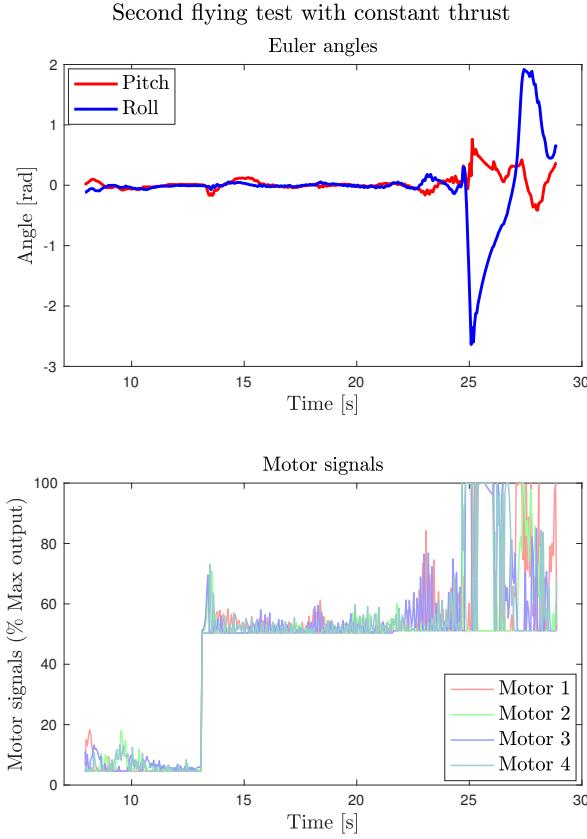 Second flying test with constant thrust
Euler angles
Pitch
Roll
Angle [rad]
2
1
0
-1
-2
-3
10
15
20
25
30
Time [s]
Motor signals
Motor signals (% Max output)
100
80
60
40
20
0
Motor 1
Motor 2
Motor 3
Motor 4
10
15
20
25
30
Time [s]